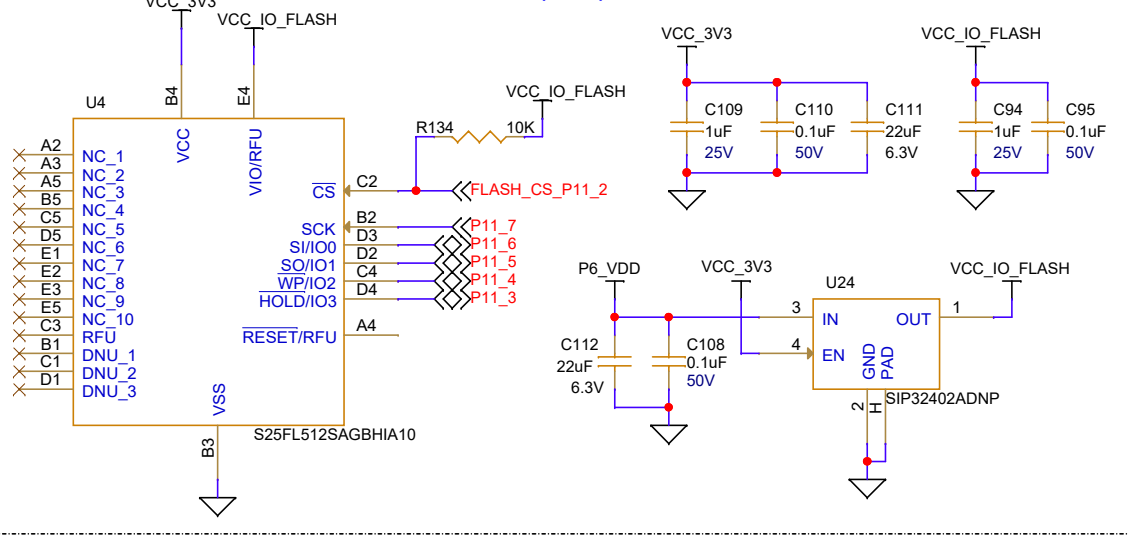 VCC_3V3
VCC_IO_FLASH
U4
B4
E4
VCC
VIO/RFU
A2 NC_1
A3 NC_2
A5 NC_3
B5 NC_4
C5 NC_5
D5 NC_6
E1 NC_7
E2 NC_8
E3 NC_9
E5 NC_10
C3 RFU
B1 DNU_1
C1 DNU_2
D1 DNU_3
VSS
B3
S25FL512SAGBHIA10
CS C2 FLASH_CS_P11_2
SCK B2 P11_7
SI/IO0 D3 P11_6
SO/IO1 D2 P11_5
WP/IO2 C4 P11_4
HOLD/IO3 D4 P11_3
RESET/RFU A4
VCC_IO_FLASH
R134 10K
VCC_3V3
C109
1uF
25V
C110
0.1uF
50V
C111
22uF
6.3V
VCC_IO_FLASH
C94
1uF
25V
C95
0.1uF
50V
P6_VDD
VCC_3V3
C112
22uF
6.3V
C108
0.1uF
50V
U24
3 IN
4 EN
OUT 1
GND
PAD
2
H
SIP32402ADNP
VCC_IO_FLASH